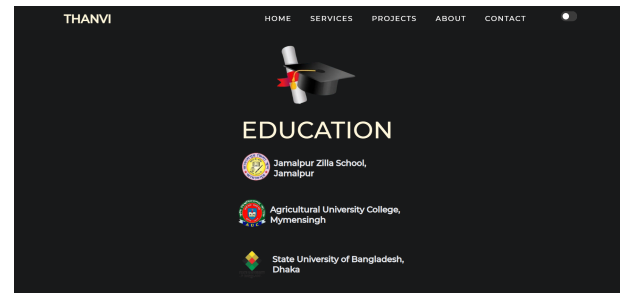 THANVI
HOME SERVICES PROJECTS ABOUT CONTACT
EDUCATION
Jamalpur Zilla School,
Jamalpur
Agricultural University College,
Mymensingh
A U C
State University of Bangladesh,
Dhaka